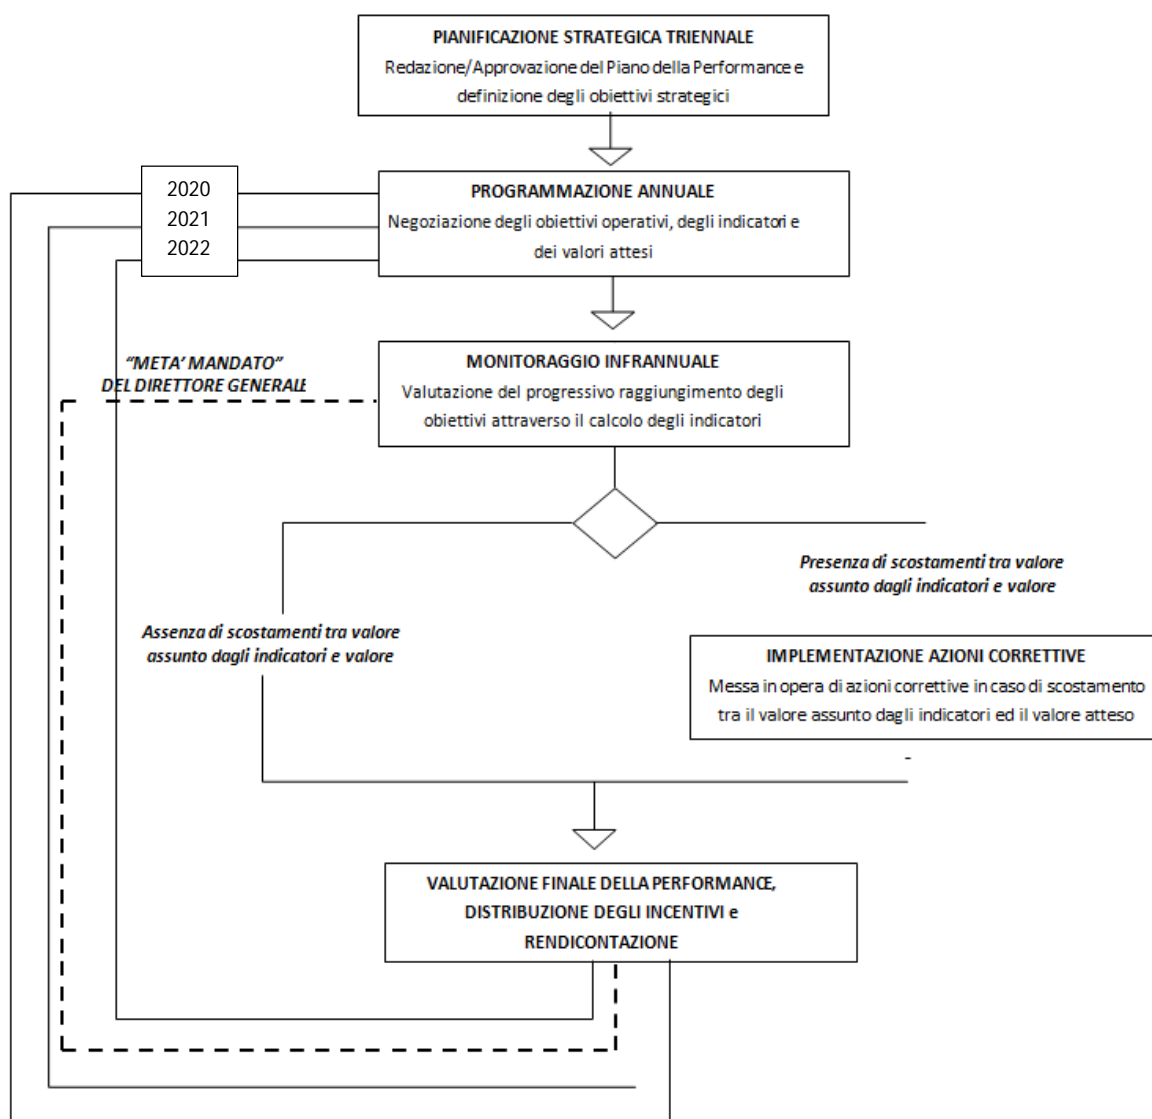 PIANIFICAZIONE STRATEGICA TRIENNALE
Redazione/Approvazione del Piano della Performance e
definizione degli obiettivi strategici
2020
2021
2022
PROGRAMMAZIONE ANNUALE
Negoziazione degli obiettivi operativi, degli indicatori e
dei valori attesi
"META' MANDATO"
DEL DIRETTORE GENERALE
MONITORAGGIO INFRANNUALE
Valutazione del progressivo raggiungimento degli
obiettivi attraverso il calcolo degli indicatori
Presenza di scostamenti tra valore
assunto dagli indicatori e valore
Assenza di scostamenti tra valore
assunto dagli indicatori e valore
IMPLEMENTAZIONE AZIONI CORRETTIVE
Messa in opera di azioni correttive in caso di scostamento
tra il valore assunto dagli indicatori ed il valore atteso
VALUTAZIONE FINALE DELLA PERFORMANCE,
DISTRIBUZIONE DEGLI INCENTIVI e
RENDICONTAZIONE